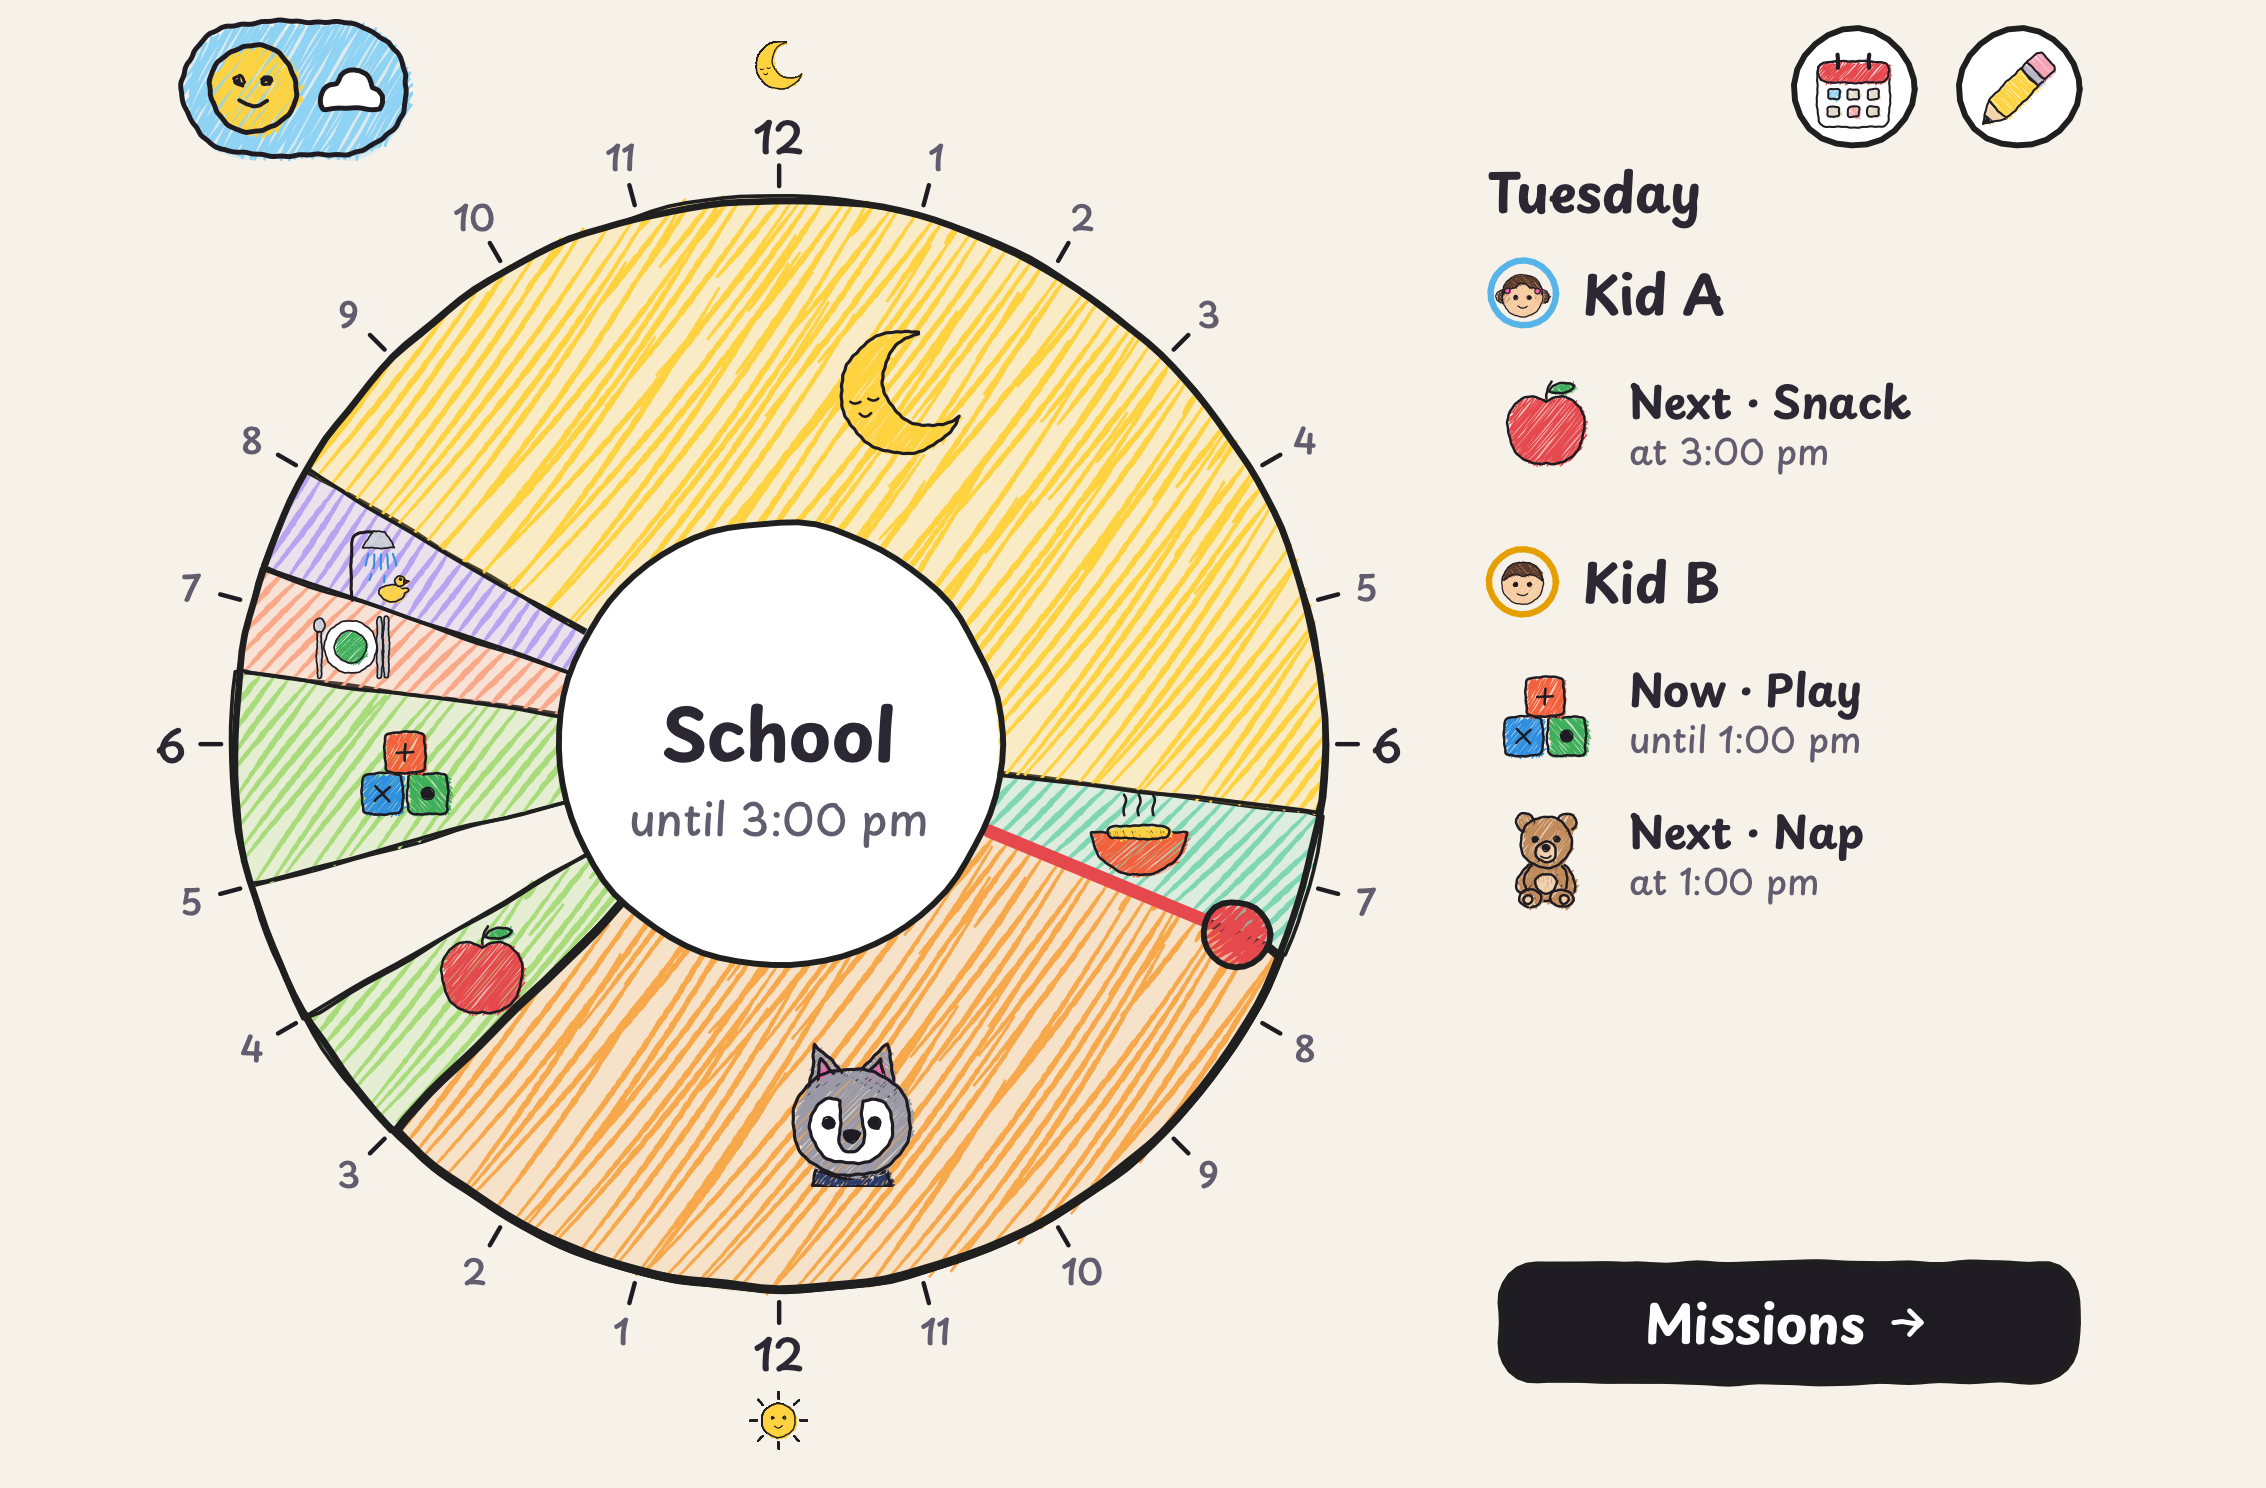 12
1
2
3
4
5
6
7
8
9
10
11
12
1
2
3
4
5
6
7
8
9
10
11
School
until 3:00 pm
Tuesday
Kid A
Next · Snack
at 3:00 pm
Kid B
Now · Play
until 1:00 pm
Next · Nap
at 1:00 pm
Missions →